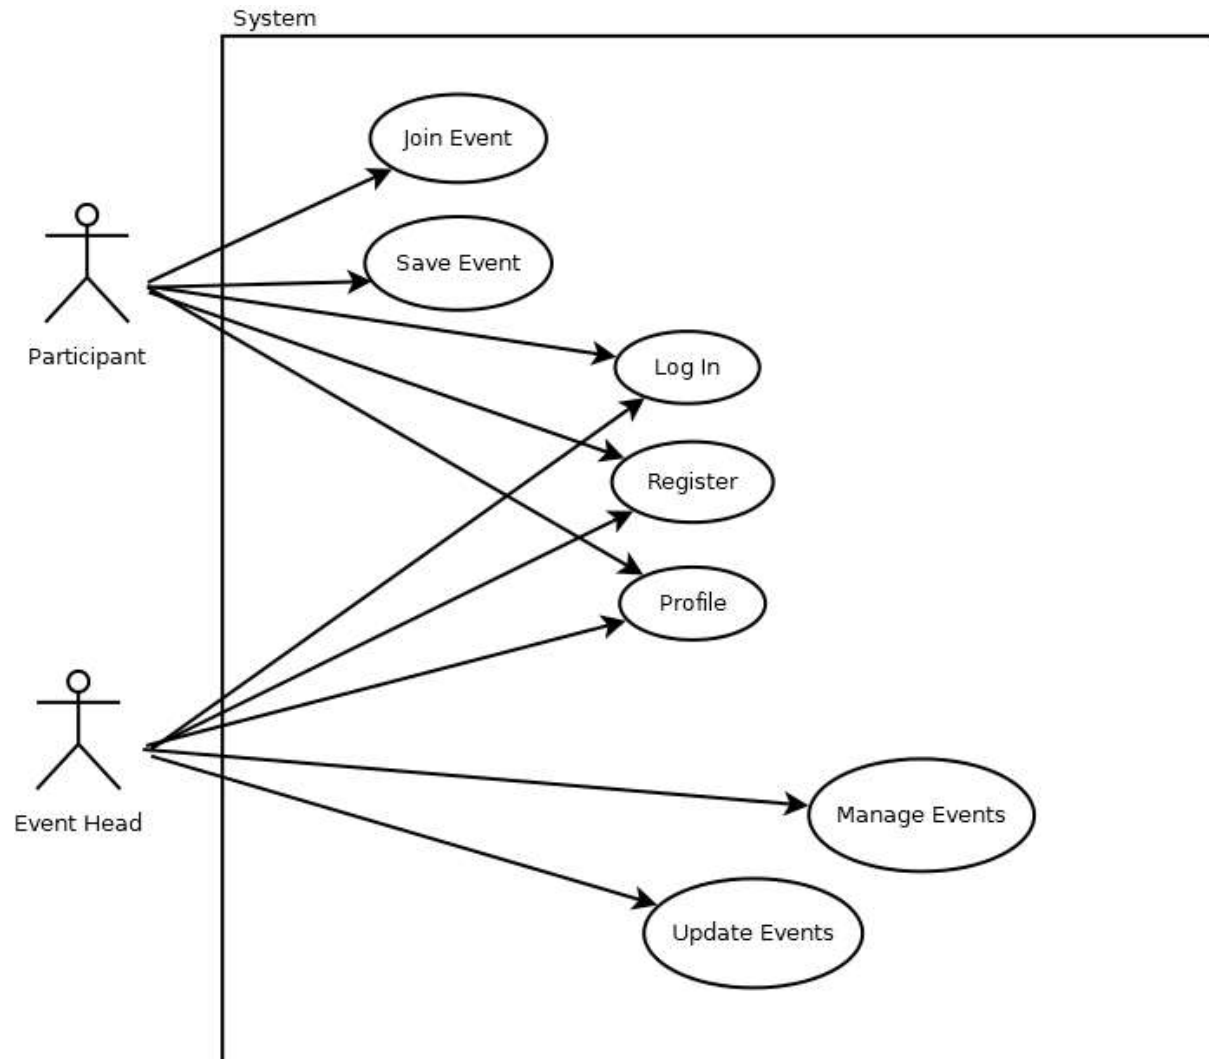 System
Join Event
Save Event
Participant
Log In
Register
Profile
Event Head
Manage Events
Update Events